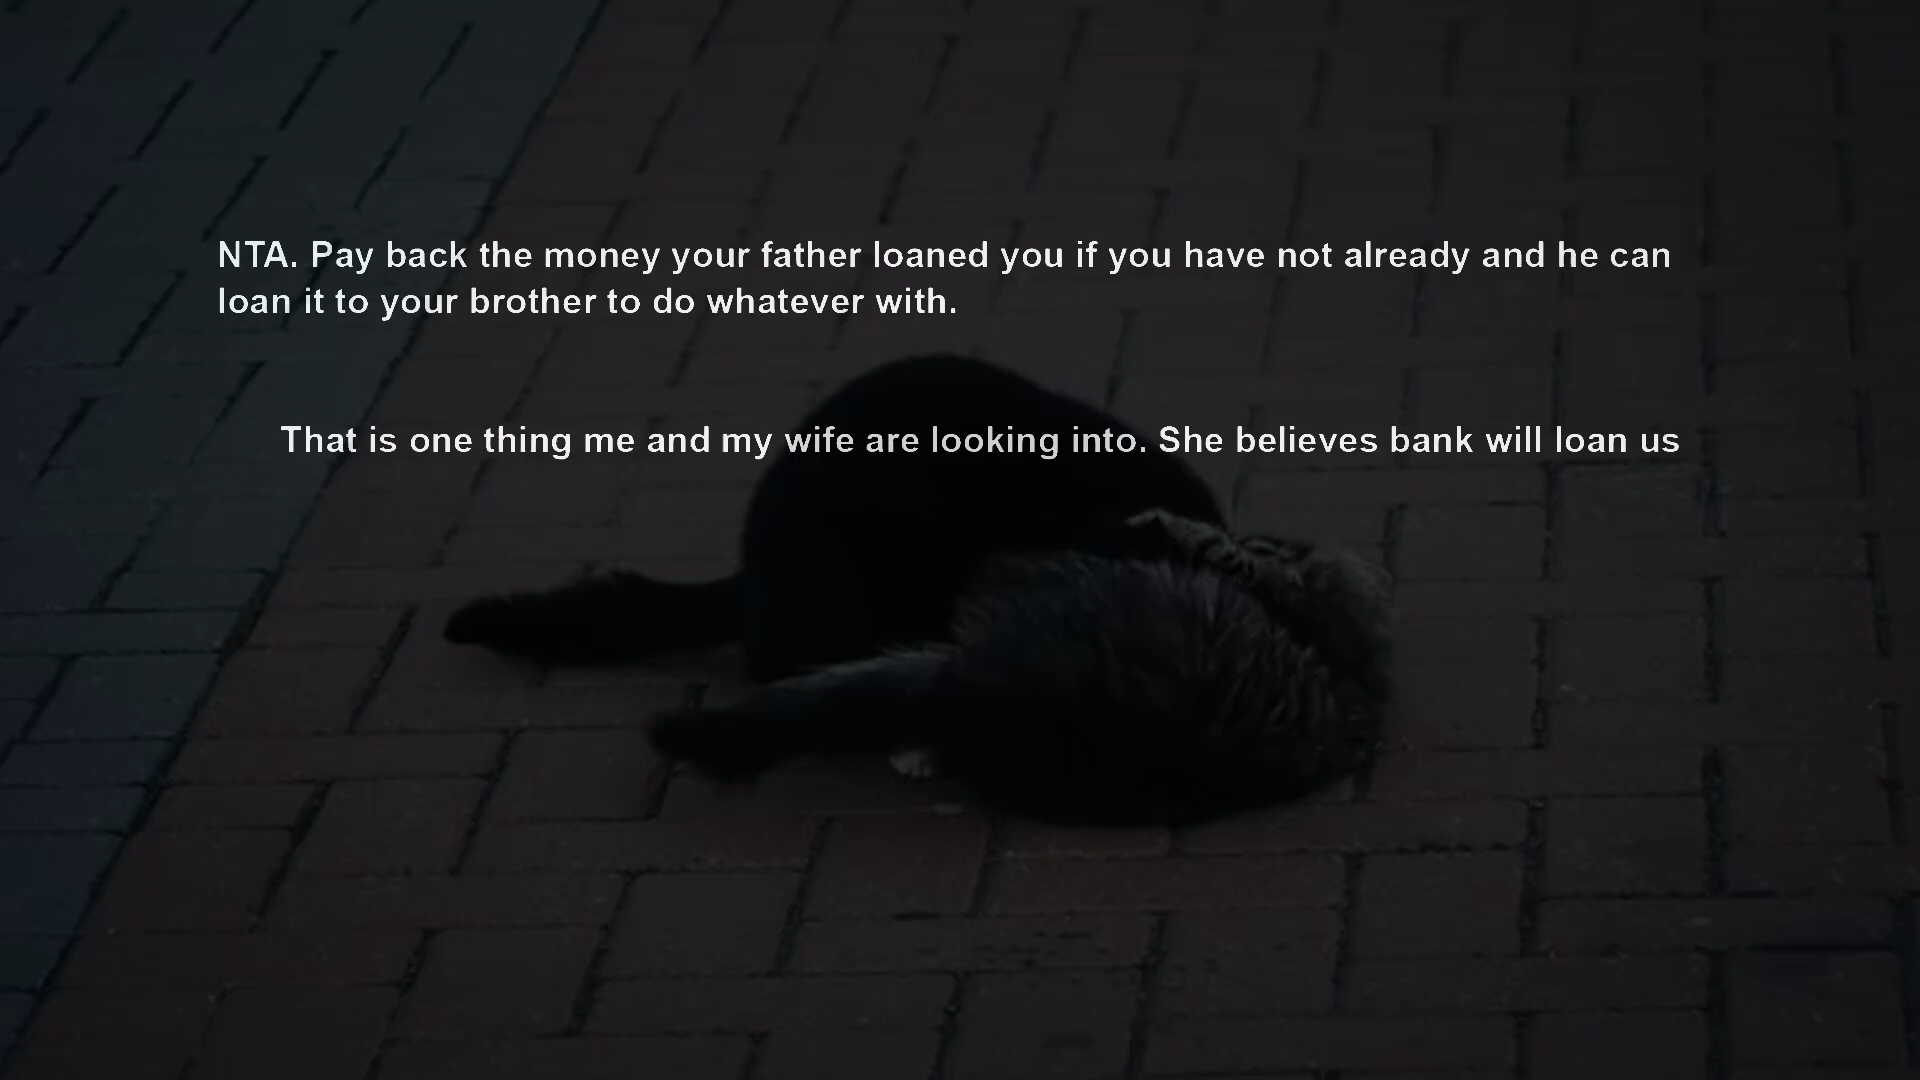 NTA. Pay back the money your father loaned you if you have not already and he can
loan it to your brother to do whatever with.
That is one thing me and my wife are looking into. She believes bank will loan us